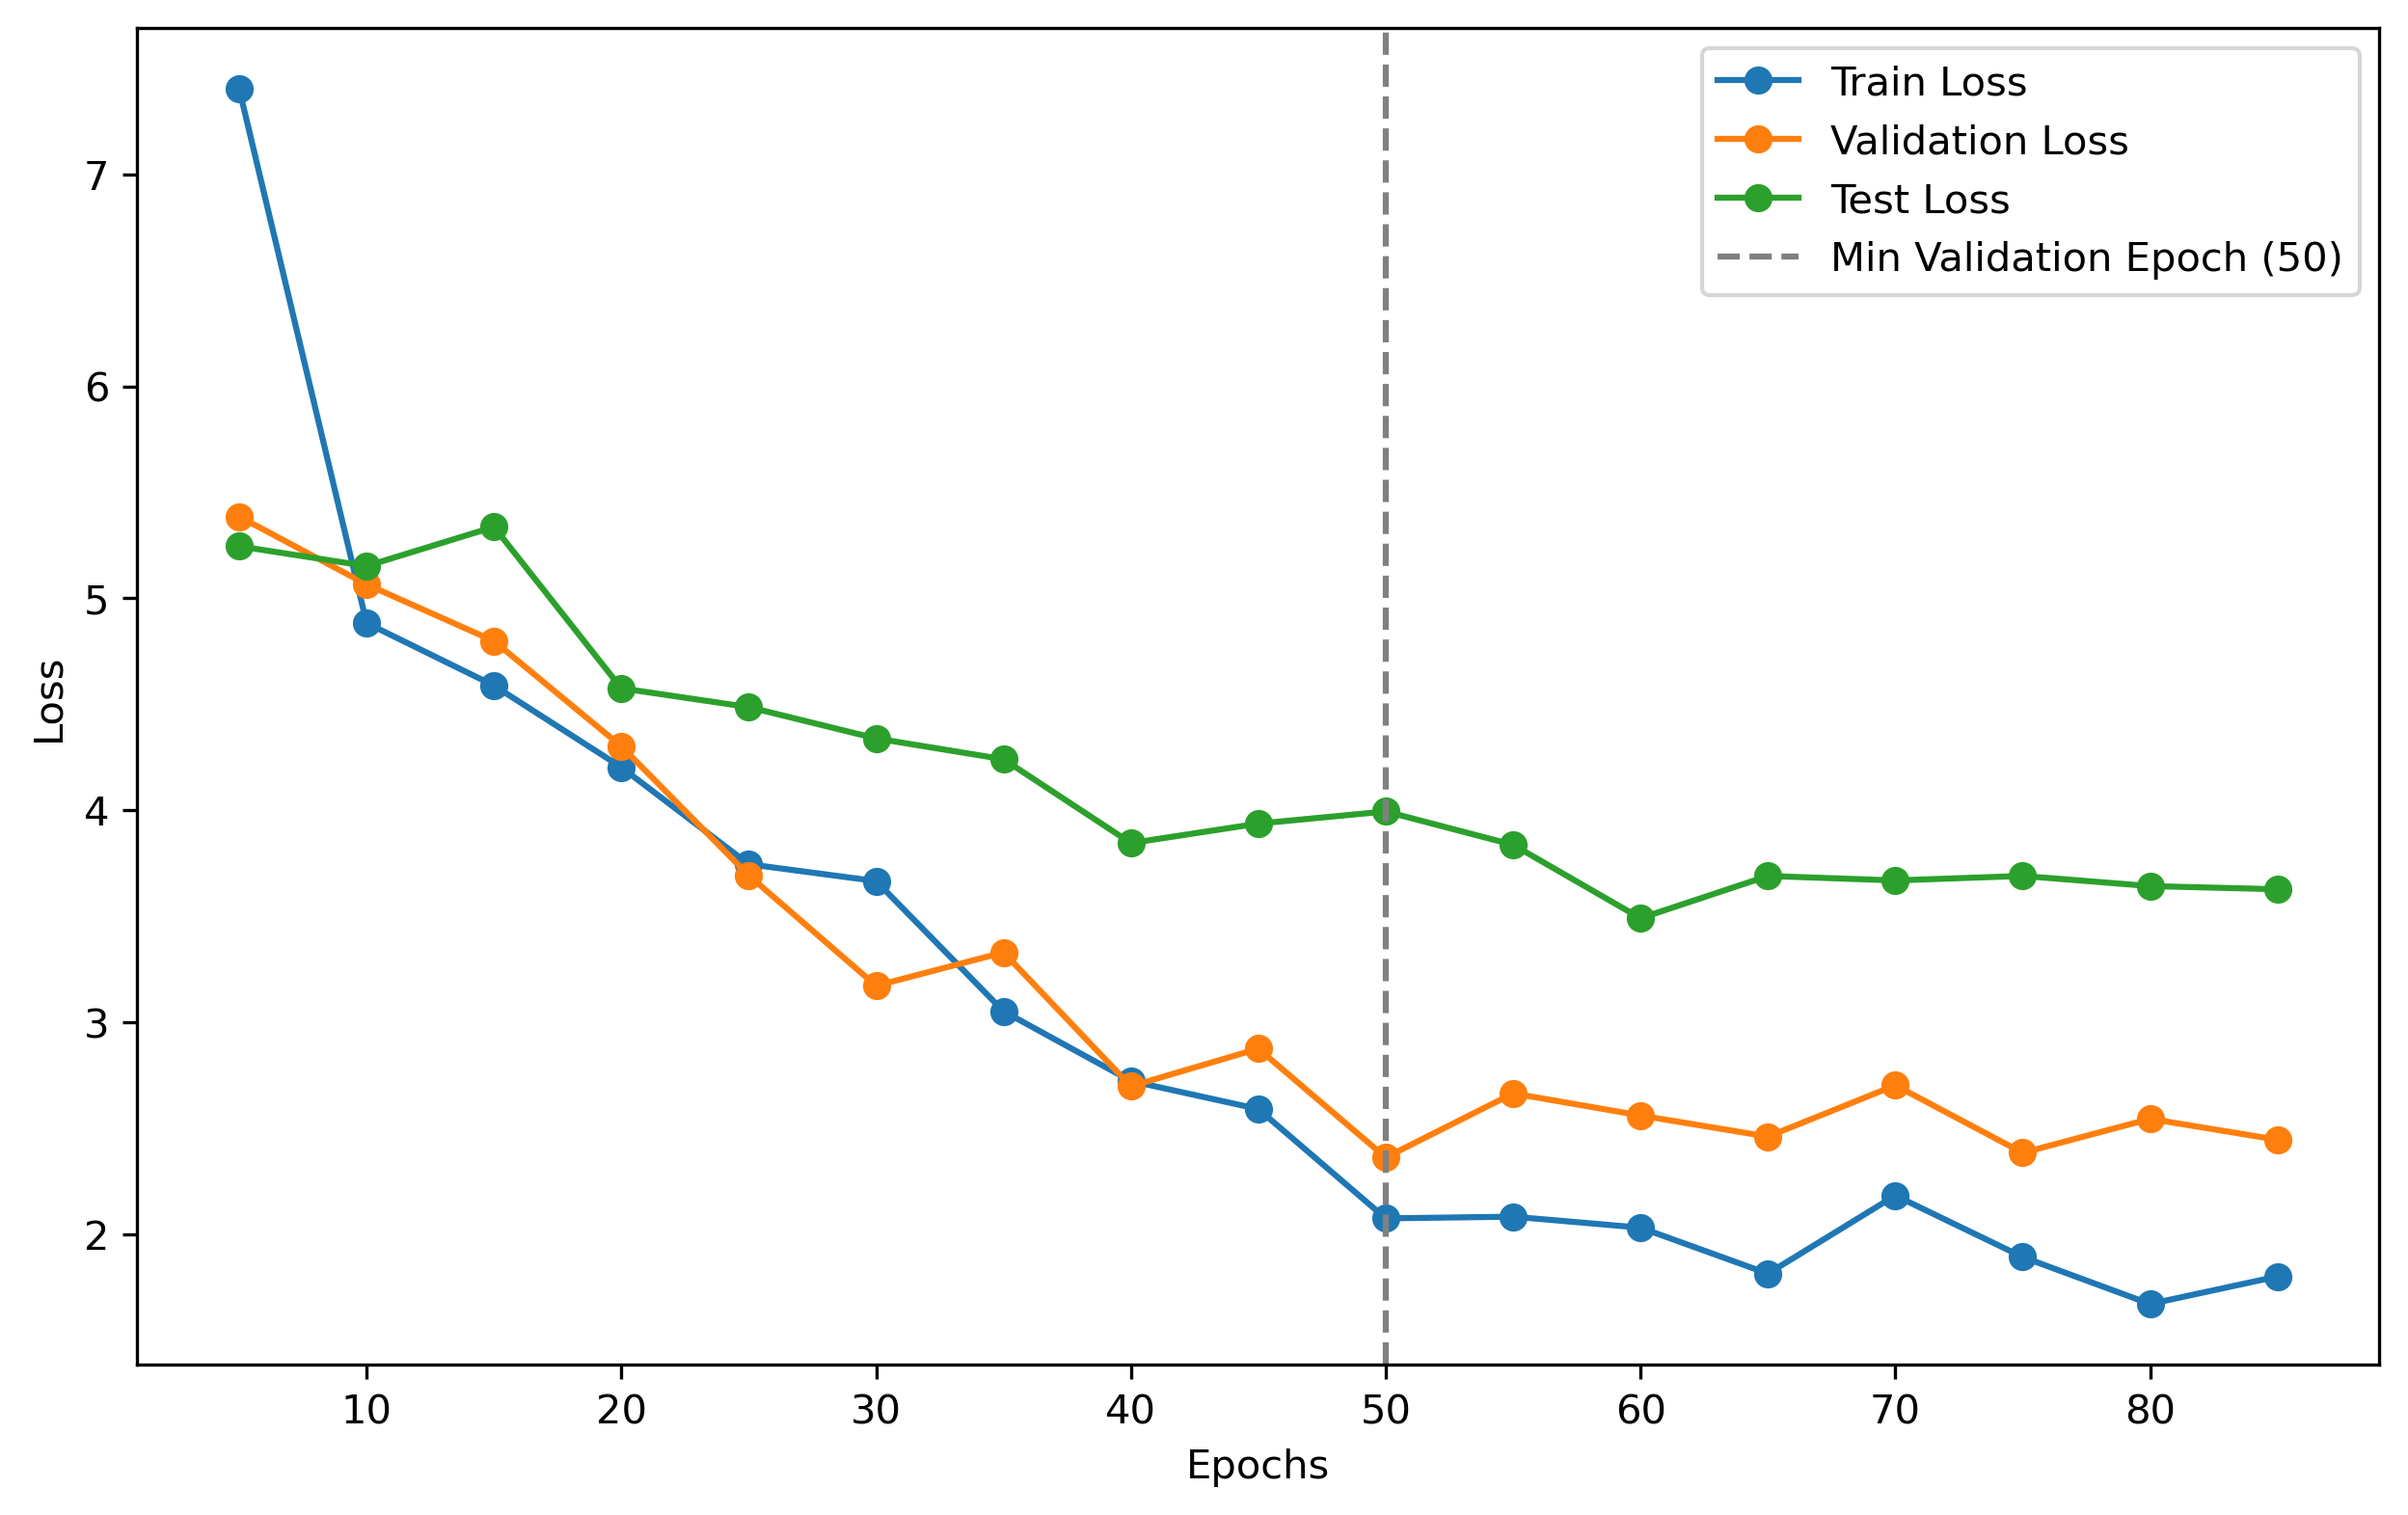 Train Loss
Validation Loss
Test Loss
Min Validation Epoch (50)
7
6
5
4
3
2
Loss
10 20 30 40 50 60 70 80
Epochs